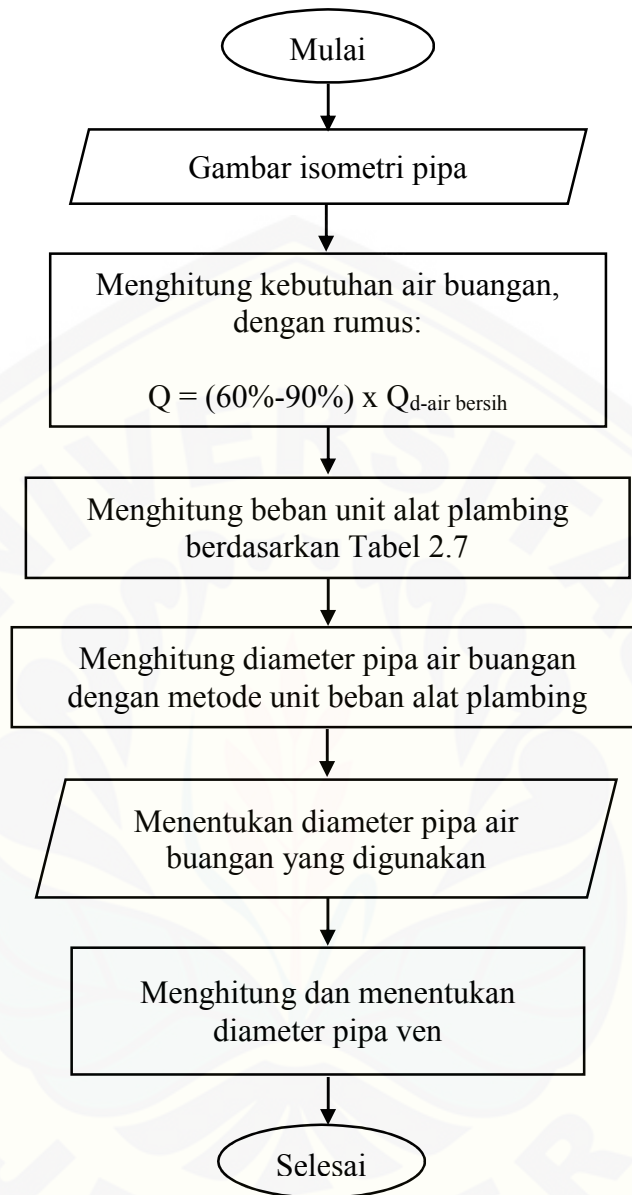 Mulai
Gambar isometri pipa
Menghitung kebutuhan air buangan,
dengan rumus:
Q = (60%-90%) x Qd-air bersih
Menghitung beban unit alat plambing
berdasarkan Tabel 2.7
Menghitung diameter pipa air buangan
dengan metode unit beban alat plambing
Menentukan diameter pipa air
buangan yang digunakan
Menghitung dan menentukan
diameter pipa ven
Selesai